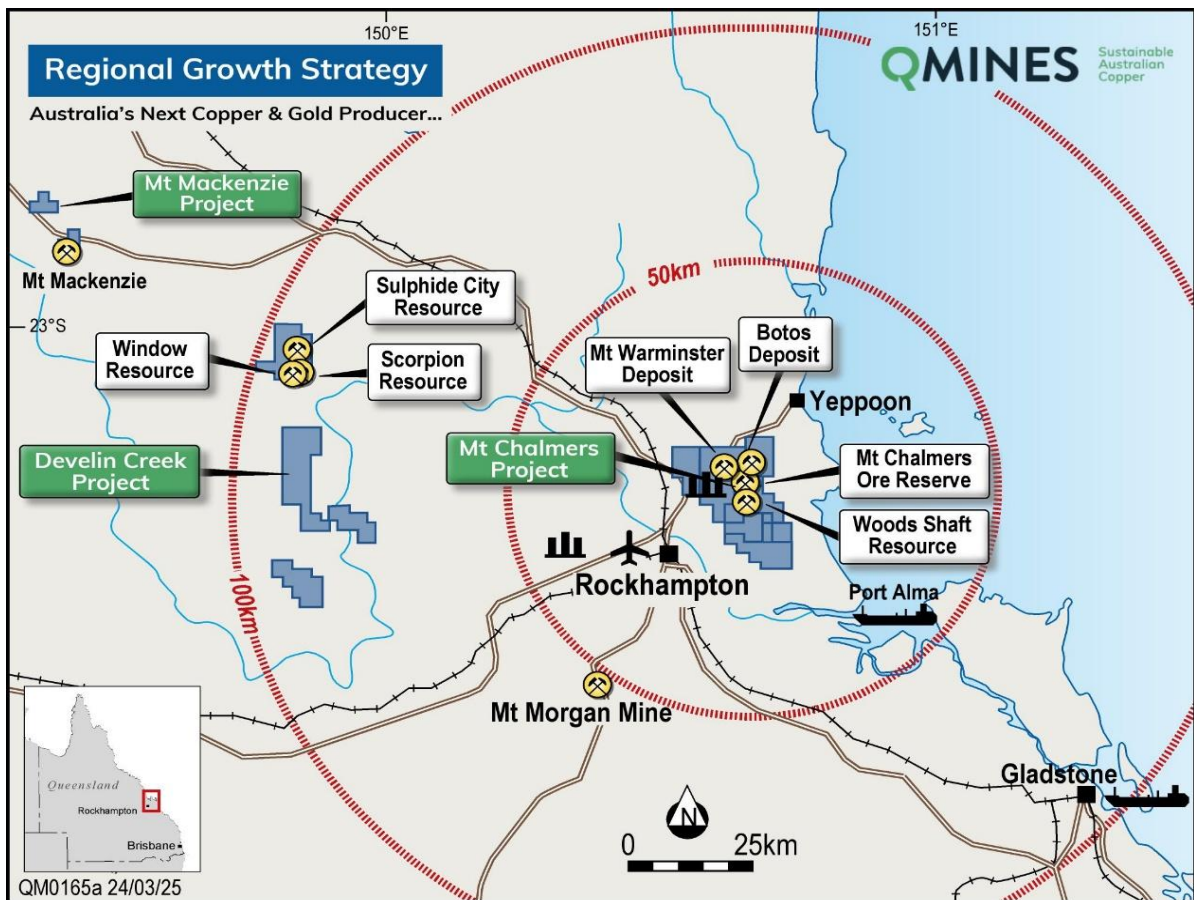 150°E
151°E
Regional Growth Strategy
Australia's Next Copper & Gold Producer...
QMINES
Sustainable
Australian
Copper
Mt Mackenzie
Project
Mt Mackenzie
23°S
Sulphide City
Resource
Window
Resource
Scorpion
Resource
50km
Botos
Deposit
Mt Warminster
Deposit
Yeppoon
Develin Creek
Project
Mt Chalmers
Project
Mt Chalmers
Ore Reserve
Woods Shaft
Resource
Rockhampton
Port Alma
100km
Mt Morgan Mine
Gladstone
N
0 25km
Queensland
Rockhampton
Brisbane
QM0165a 24/03/25